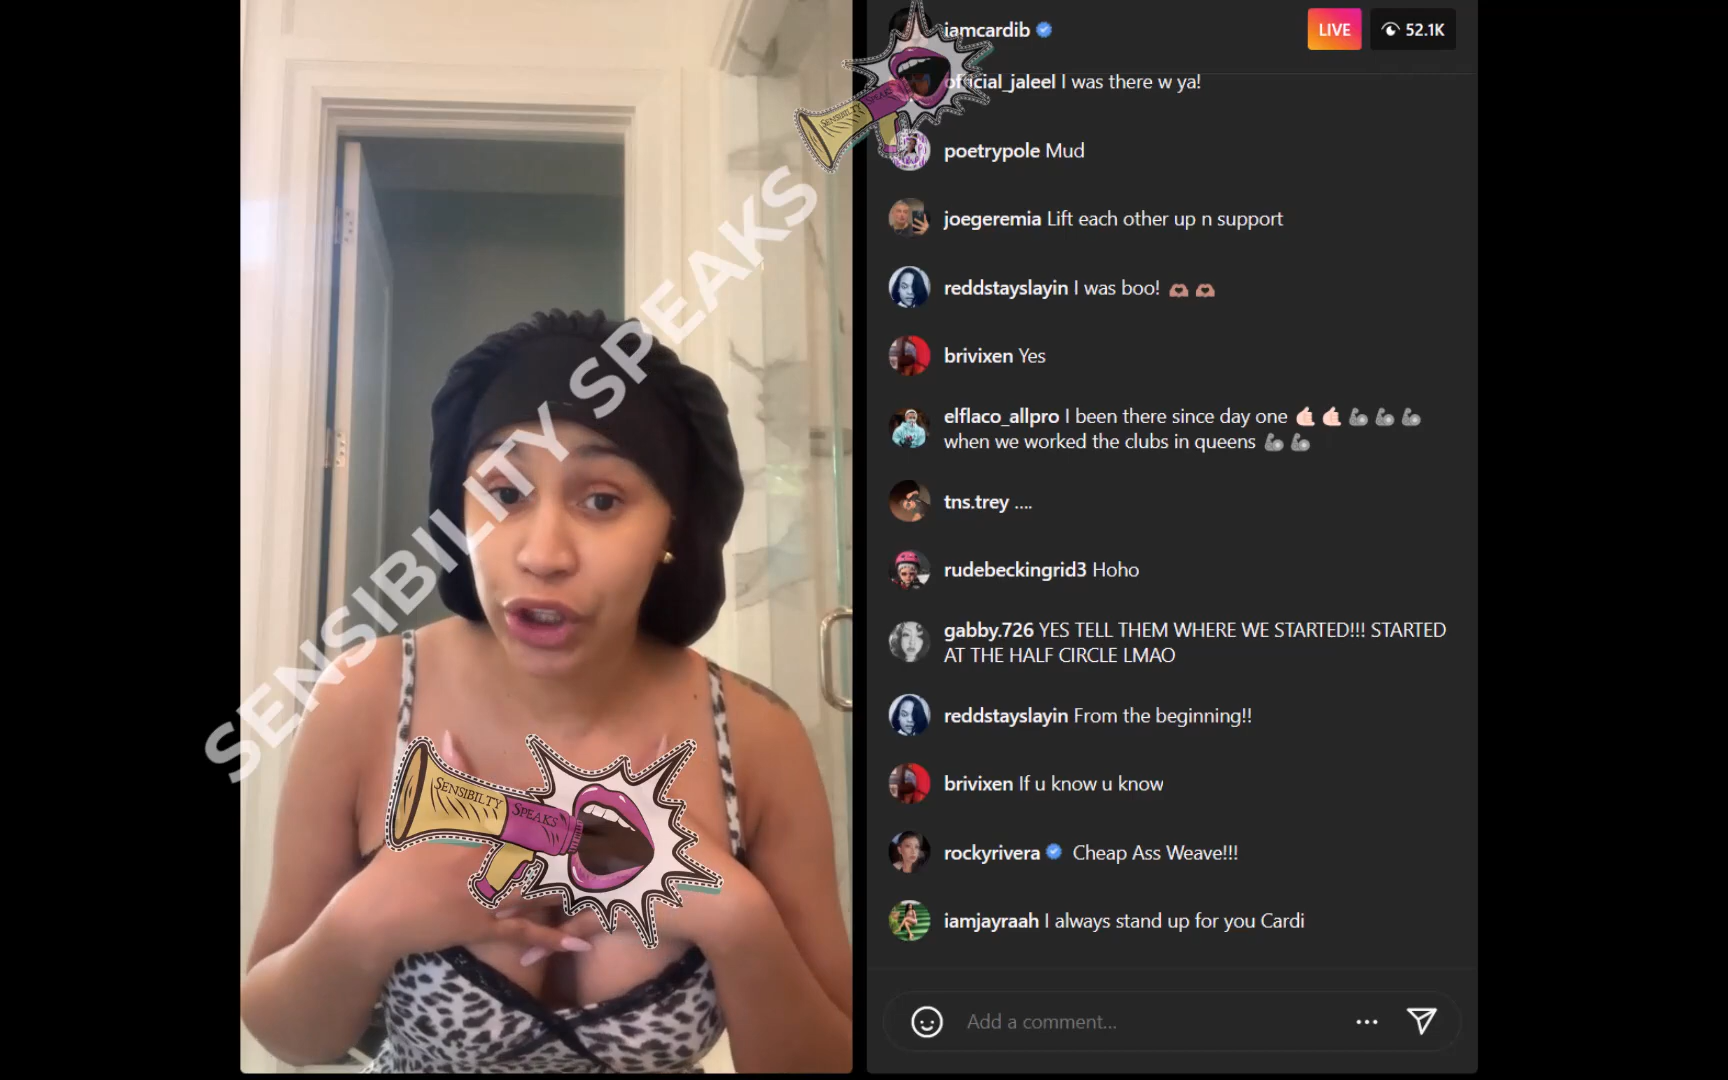 iamcardib
LIVE
52.1K
official_jaleel I was there w ya!
poetrypole Mud
joegeremia Lift each other up n support
reddstayslayin I was boo! 🫶🏽 🫶🏽
brivixen Yes
elflaco_allpro I been there since day one 🤙🏻 🤙🏻 🦾 🦾 🦾
when we worked the clubs in queens 🦾 🦾
tns.trey ....
rudebeckingrid3 Hoho
gabby.726 YES TELL THEM WHERE WE STARTED!!! STARTED
AT THE HALF CIRCLE LMAO
reddstayslayin From the beginning!!
brivixen If u know u know
rockyrivera Cheap Ass Weave!!!
iamjayraah I always stand up for you Cardi
Add a comment...
SENSIBILITY SPEAKS
SENSIBILTY SPEAKS
SENSIBILTY SPEAKS